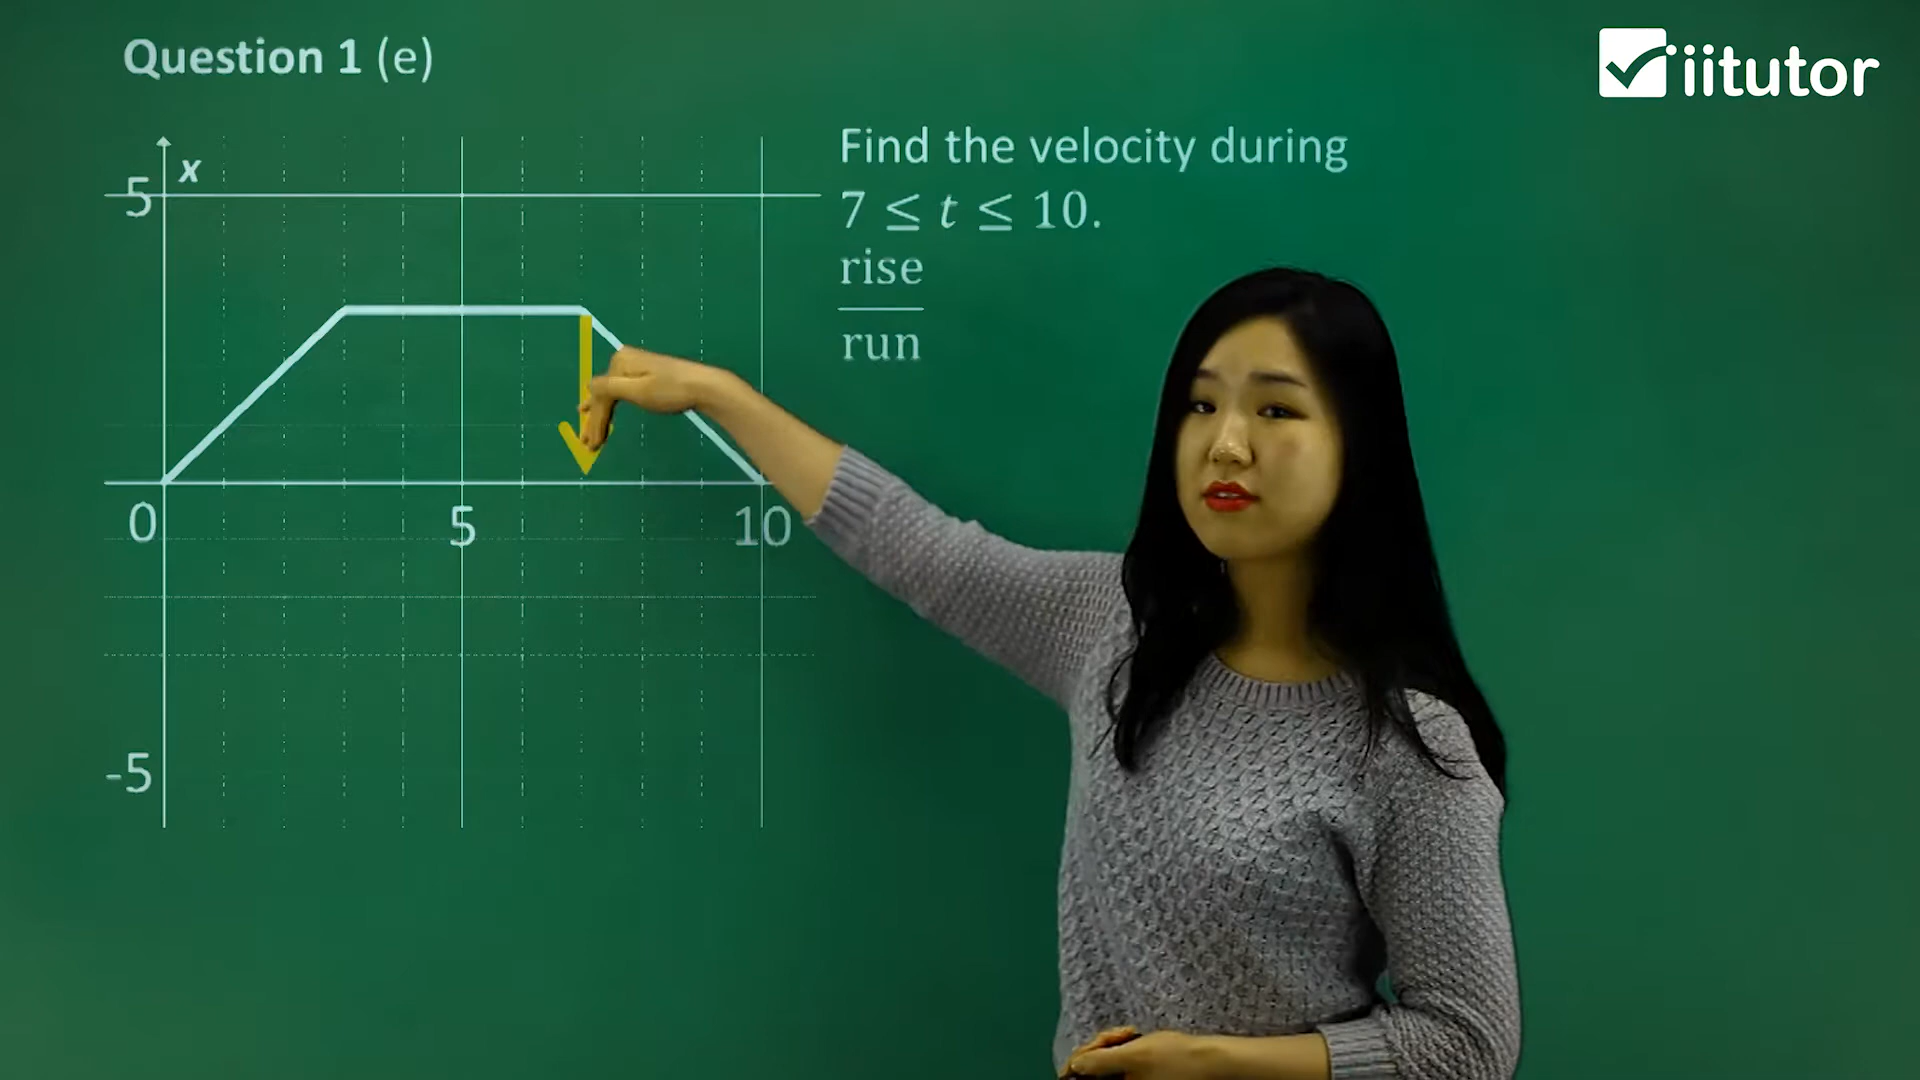 Question 1 (e)
iitutor
x
5
0
5
10
-5
Find the velocity during
7 ≤ t ≤ 10.
rise
run